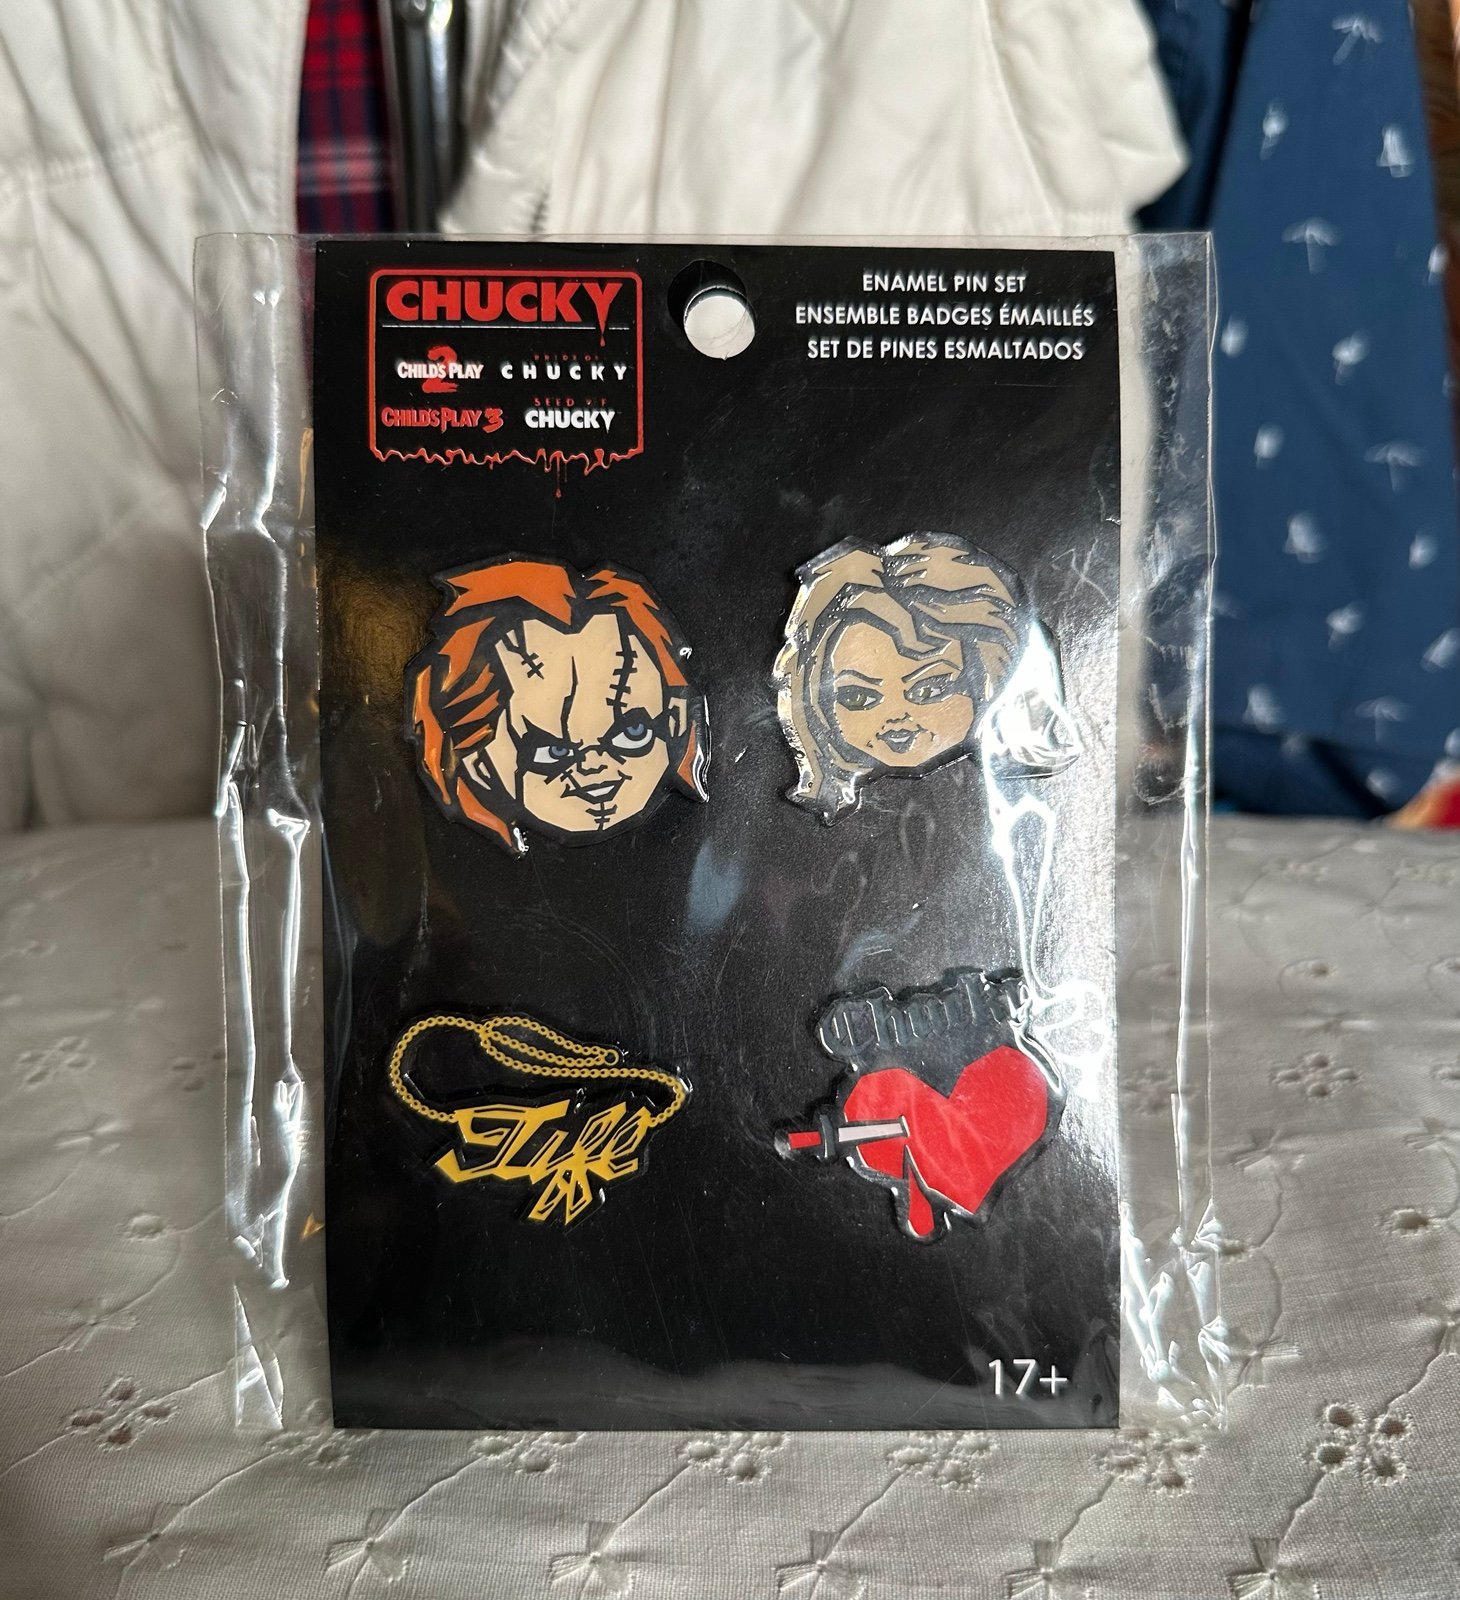 CHUCKY
CHILD'S PLAY 2
BRIDE OF
CHUCKY
CHILD'S PLAY 3
SEED OF
CHUCKY
ENAMEL PIN SET
ENSEMBLE BADGES ÉMAILLÉS
SET DE PINES ESMALTADOS
Tiff
Chucky
17+